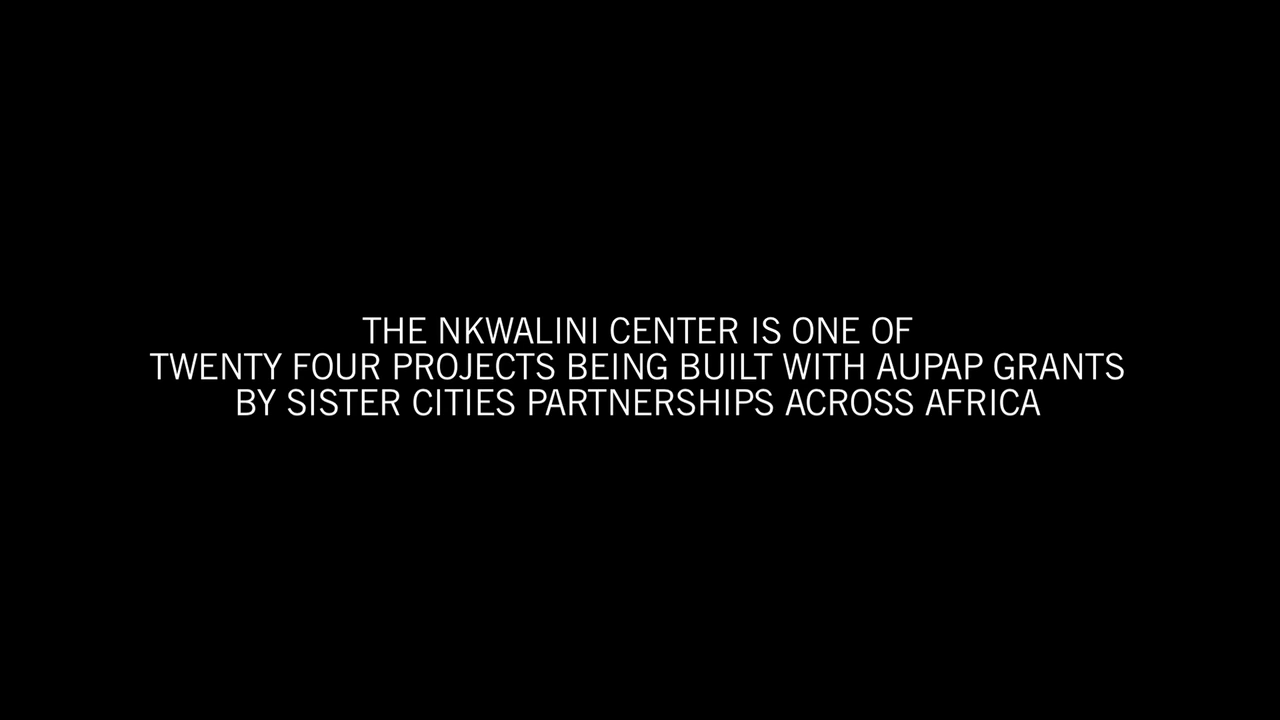 THE NKWALINI CENTER IS ONE OF
TWENTY FOUR PROJECTS BEING BUILT WITH AUPAP GRANTS
BY SISTER CITIES PARTNERSHIPS ACROSS AFRICA